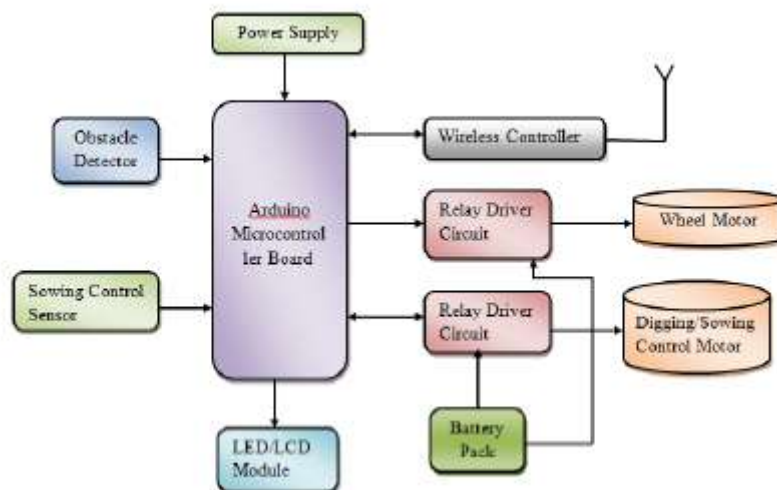 Power Supply
Obstacle
Detector
Wireless Controller
Arduino
Microcontrol
ler Board
Relay Driver
Circuit
Wheel Motor
Sowing Control
Sensor
Relay Driver
Circuit
Digging/Sowing
Control Motor
LED/LCD
Module
Battery
Pack